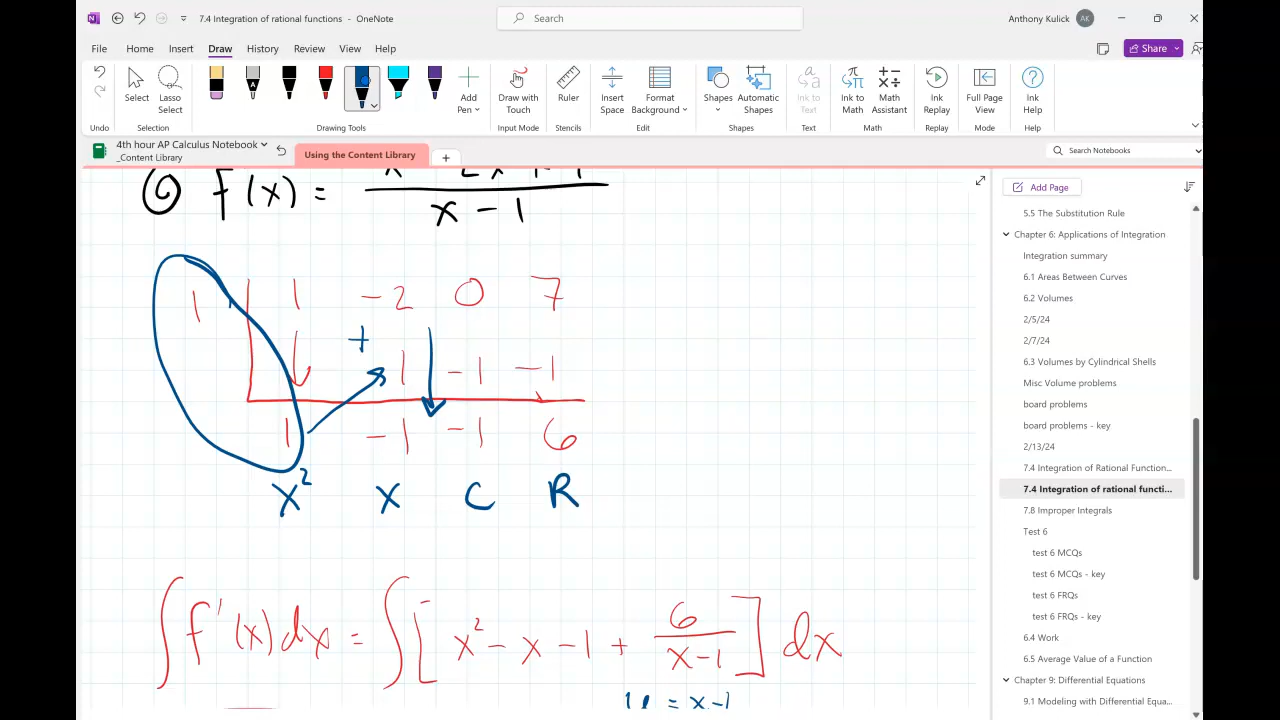 7.4 Integration of rational functions - OneNote
Search
Anthony Kulick
AK
File Home Insert Draw History Review View Help
Share
Undo
Select
Lasso Select
Add Pen
Draw with Touch
Ruler
Insert Space
Format Background
Shapes
Automatic Shapes
Ink to Text
Ink to Math
Math Assistant
Ink Replay
Full Page View
Ink Help
Undo Selection Drawing Tools Input Mode Stencils Edit Shapes Text Math Replay Mode Help
4th hour AP Calculus Notebook
_Content Library
Using the Content Library
+
Search Notebooks
Add Page
5.5 The Substitution Rule
Chapter 6: Applications of Integration
Integration summary
6.1 Areas Between Curves
6.2 Volumes
2/5/24
2/7/24
6.3 Volumes by Cylindrical Shells
Misc Volume problems
board problems
board problems - key
2/13/24
7.4 Integration of Rational Function...
7.4 Integration of rational functi...
7.8 Improper Integrals
Test 6
test 6 MCQs
test 6 MCQs - key
test 6 FRQs
test 6 FRQs - key
6.4 Work
6.5 Average Value of a Function
Chapter 9: Differential Equations
9.1 Modeling with Differential Equa...
f(x) =
x - 1
1 1 -2 0 7
+ 1 -1 -1
1 -1 -1 6
x² x C R
∫ f'(x) dx = ∫ [ x² - x - 1 + 6/(x-1) ] dx
u = x-1